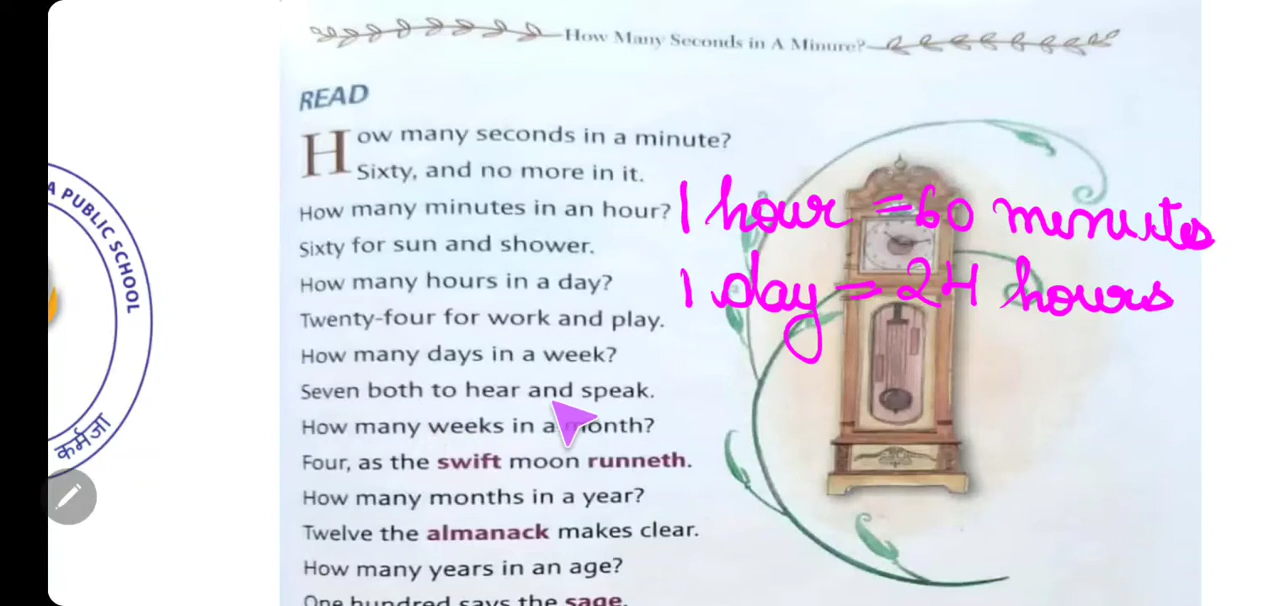 How Many Seconds in A Minure?
READ
How many seconds in a minute?
Sixty, and no more in it.
How many minutes in an hour?
1 hour = 60 minutes
Sixty for sun and shower.
How many hours in a day?
1 day = 24 hours
Twenty-four for work and play.
How many days in a week?
Seven both to hear and speak.
How many weeks in a month?
Four, as the swift moon runneth.
How many months in a year?
Twelve the almanack makes clear.
How many years in an age?
One hundred says the sage.
A PUBLIC SCHOOL
कर्मजा